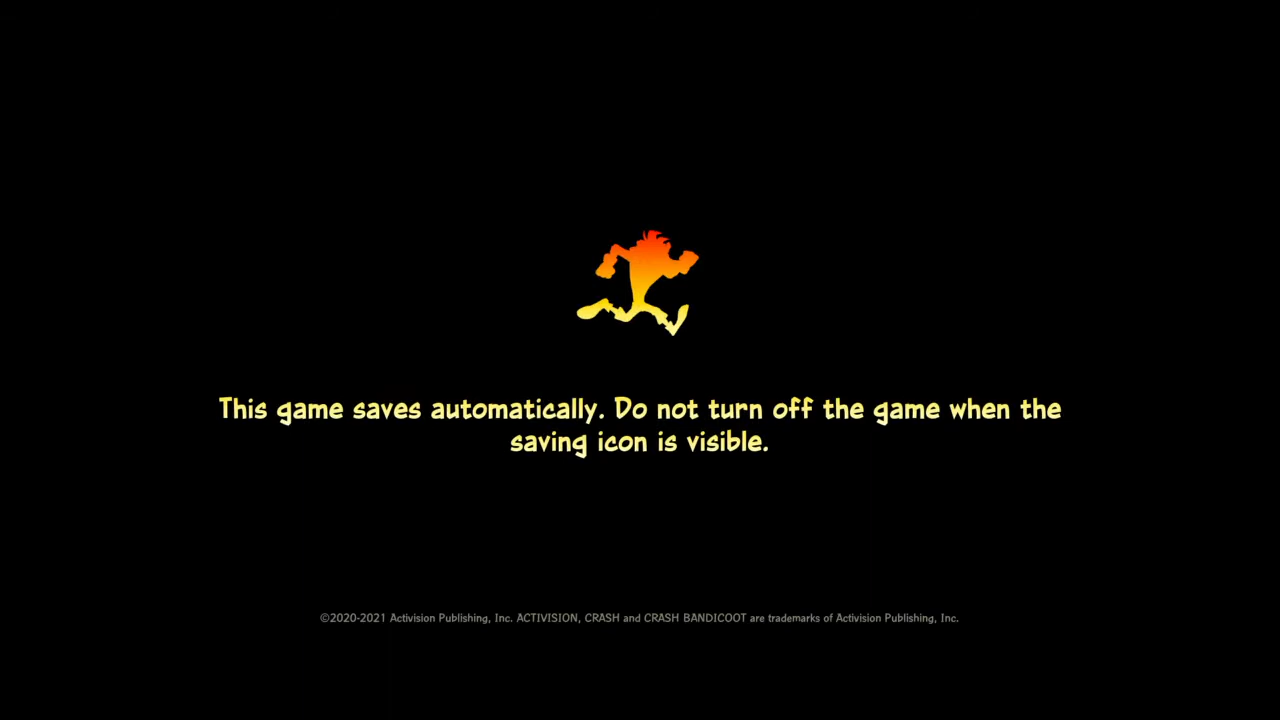 This game saves automatically. Do not turn off the game when the
saving icon is visible.
©2020-2021 Activision Publishing, Inc. ACTIVISION, CRASH and CRASH BANDICOOT are trademarks of Activision Publishing, Inc.